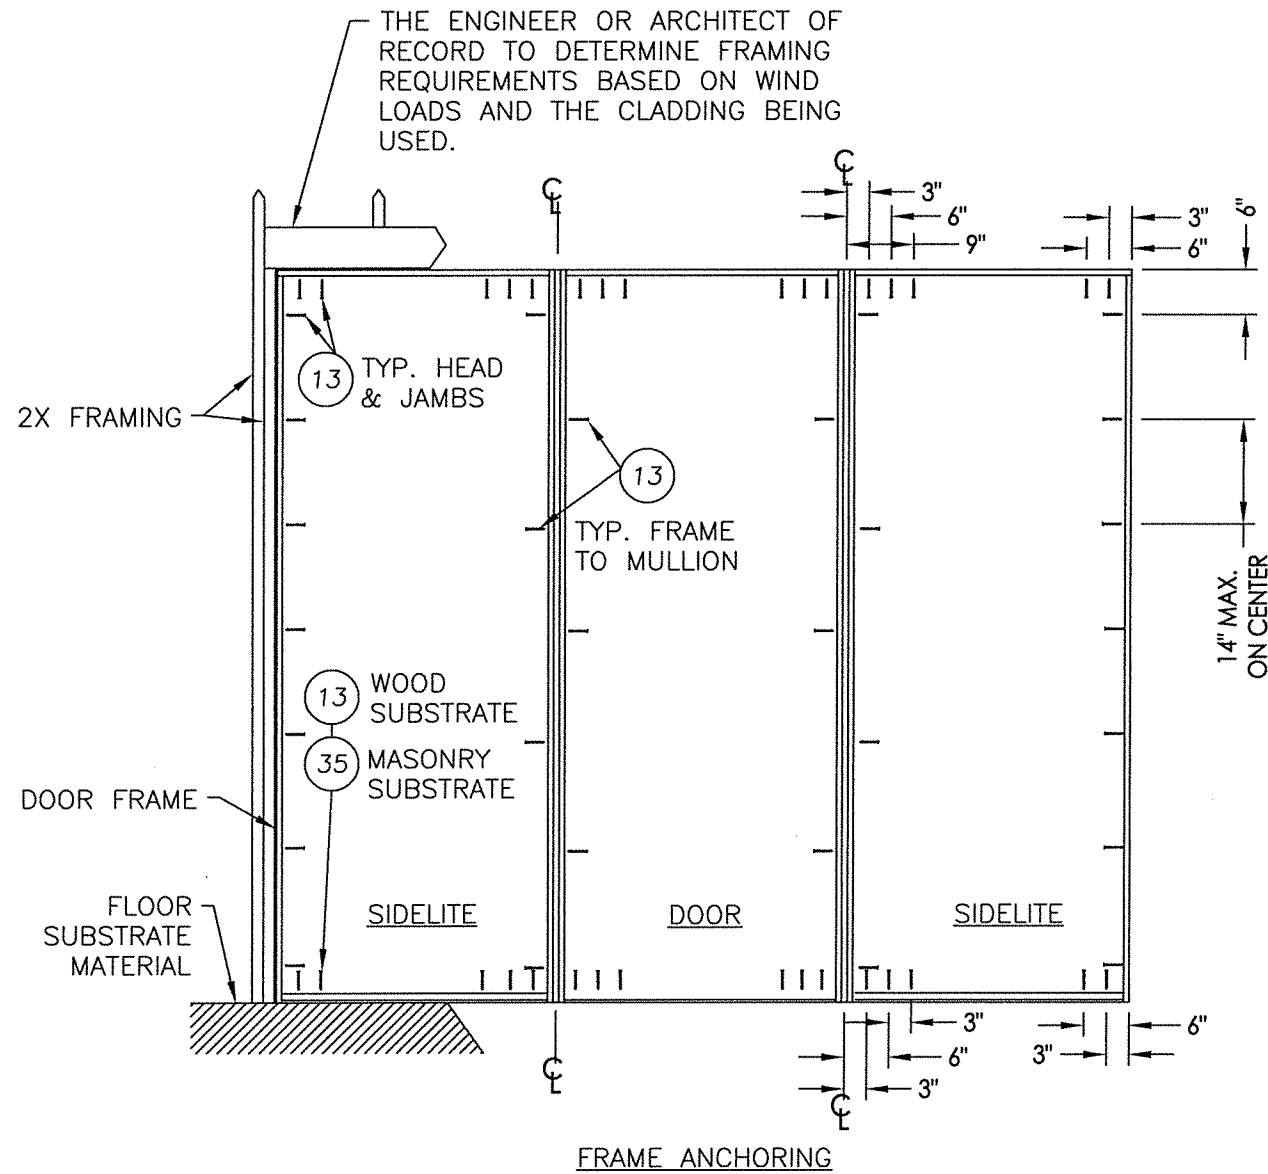 THE ENGINEER OR ARCHITECT OF
RECORD TO DETERMINE FRAMING
REQUIREMENTS BASED ON WIND
LOADS AND THE CLADDING BEING
USED.
℄
℄
3"
6"
9"
3"
6"
6"
13 TYP. HEAD
& JAMBS
2X FRAMING
13
TYP. FRAME
TO MULLION
14" MAX.
ON CENTER
13 WOOD
SUBSTRATE
35 MASONRY
SUBSTRATE
DOOR FRAME
FLOOR
SUBSTRATE
MATERIAL
SIDELITE
DOOR
SIDELITE
3"
6"
3"
6"
3"
℄
℄
FRAME ANCHORING